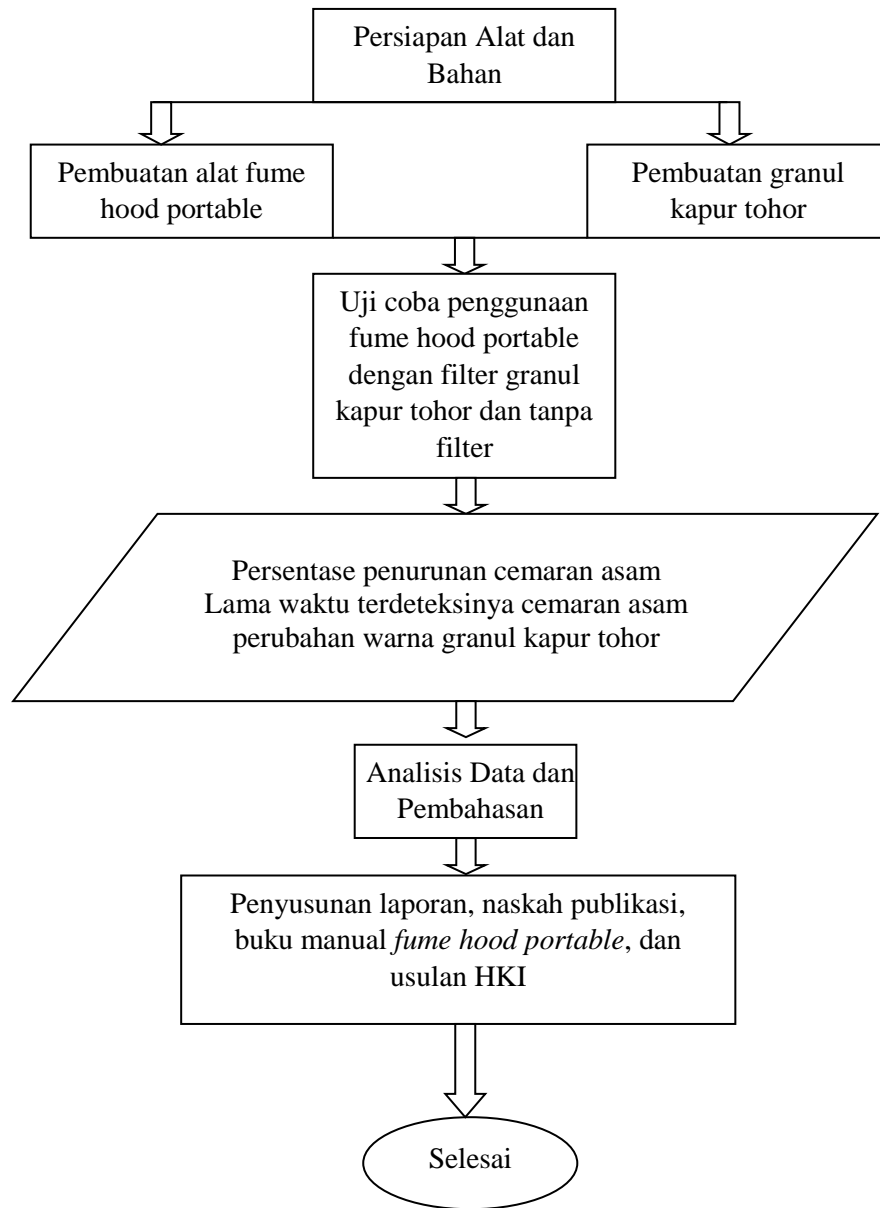 Persiapan Alat dan
Bahan
Pembuatan alat fume
hood portable
Pembuatan granul
kapur tohor
Uji coba penggunaan
fume hood portable
dengan filter granul
kapur tohor dan tanpa
filter
Persentase penurunan cemaran asam
Lama waktu terdeteksinya cemaran asam
perubahan warna granul kapur tohor
Analisis Data dan
Pembahasan
Penyusunan laporan, naskah publikasi,
buku manual fume hood portable, dan
usulan HKI
Selesai